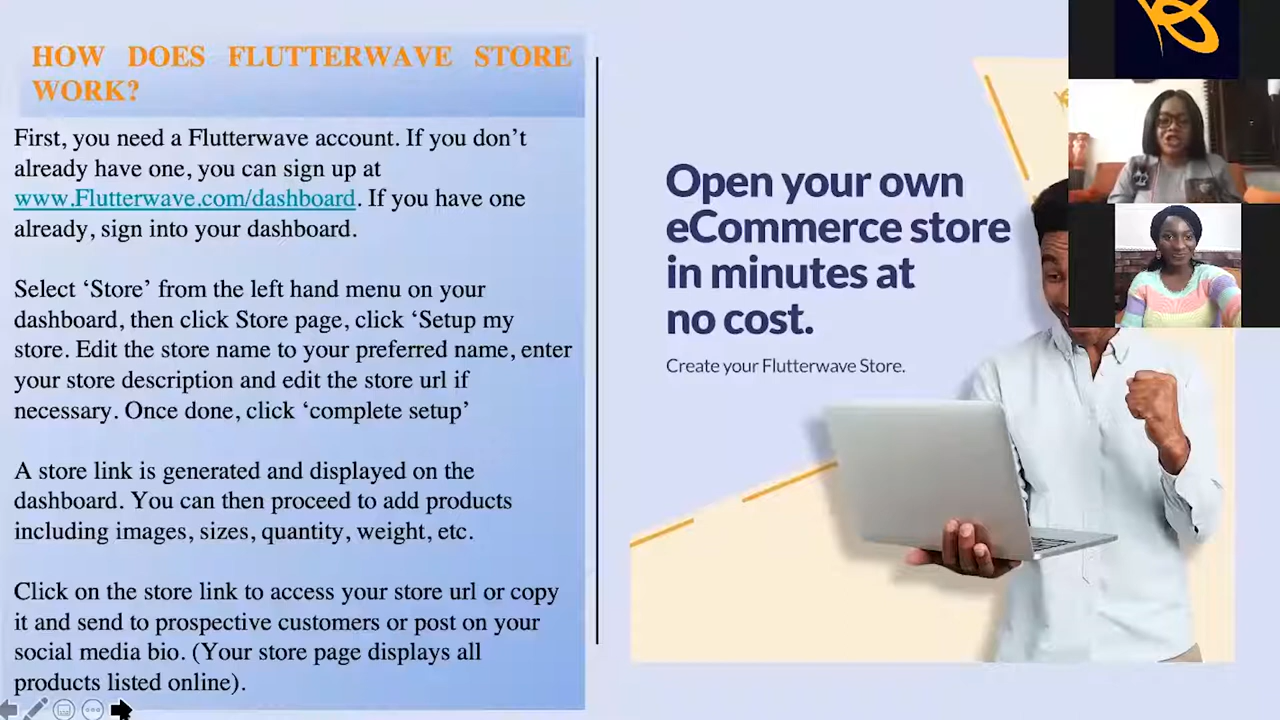 HOW DOES FLUTTERWAVE STORE
WORK?
First, you need a Flutterwave account. If you don’t
already have one, you can sign up at
www.Flutterwave.com/dashboard. If you have one
already, sign into your dashboard.
Select ‘Store’ from the left hand menu on your
dashboard, then click Store page, click ‘Setup my
store. Edit the store name to your preferred name, enter
your store description and edit the store url if
necessary. Once done, click ‘complete setup’
A store link is generated and displayed on the
dashboard. You can then proceed to add products
including images, sizes, quantity, weight, etc.
Click on the store link to access your store url or copy
it and send to prospective customers or post on your
social media bio. (Your store page displays all
products listed online).
Open your own
eCommerce store
in minutes at
no cost.
Create your Flutterwave Store.